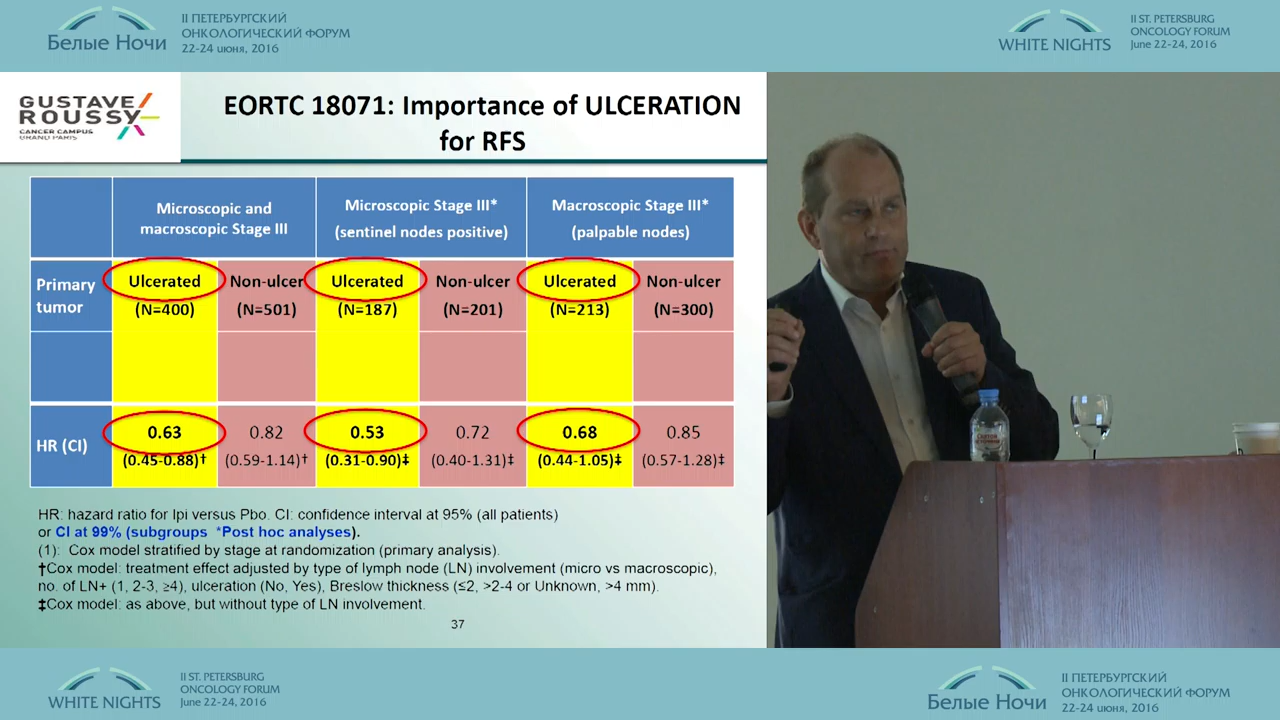 II ПЕТЕРБУРГСКИЙ
ОНКОЛОГИЧЕСКИЙ ФОРУМ
Белые Ночи
22-24 июня, 2016
II ST. PETERSBURG
ONCOLOGY FORUM
WHITE NIGHTS
June 22-24, 2016
GUSTAVE
ROUSSY
CANCER CAMPUS
GRAND PARIS
EORTC 18071: Importance of ULCERATION
for RFS
Microscopic and
macroscopic Stage III
Microscopic Stage III*
(sentinel nodes positive)
Macroscopic Stage III*
(palpable nodes)
Primary
tumor
Ulcerated
(N=400)
Non-ulcer
(N=501)
Ulcerated
(N=187)
Non-ulcer
(N=201)
Ulcerated
(N=213)
Non-ulcer
(N=300)
HR (CI)
0.63
(0.45-0.88)†
0.82
(0.59-1.14)†
0.53
(0.31-0.90)‡
0.72
(0.40-1.31)‡
0.68
(0.44-1.05)‡
0.85
(0.57-1.28)‡
HR: hazard ratio for Ipi versus Pbo. CI: confidence interval at 95% (all patients)
or CI at 99% (subgroups *Post hoc analyses).
(1): Cox model stratified by stage at randomization (primary analysis).
†Cox model: treatment effect adjusted by type of lymph node (LN) involvement (micro vs macroscopic),
no. of LN+ (1, 2-3, ≥4), ulceration (No, Yes), Breslow thickness (≤2, >2-4 or Unknown, >4 mm).
‡Cox model: as above, but without type of LN involvement.
37
II ST. PETERSBURG
ONCOLOGY FORUM
WHITE NIGHTS
June 22-24, 2016
II ПЕТЕРБУРГСКИЙ
ОНКОЛОГИЧЕСКИЙ ФОРУМ
Белые Ночи
22-24 июня, 2016